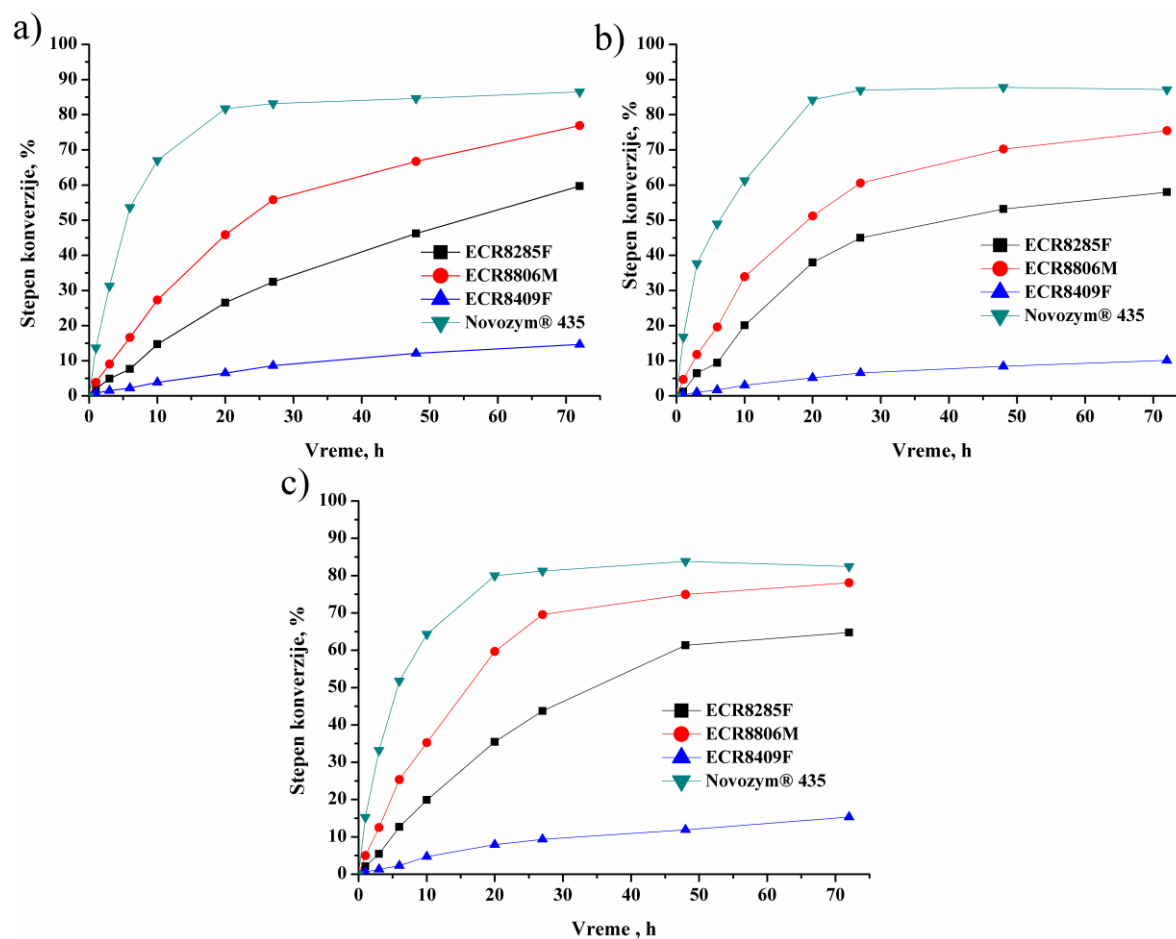 a)
100
90
80
70
60
50
40
30
20
10
0
Stepen konverzije, %
ECR8285F
ECR8806M
ECR8409F
Novozym® 435
0 10 20 30 40 50 60 70
Vreme, h
b)
100
90
80
70
60
50
40
30
20
10
0
Stepen konverzije, %
ECR8285F
ECR8806M
ECR8409F
Novozym® 435
0 10 20 30 40 50 60 70
Vreme, h
c)
100
90
80
70
60
50
40
30
20
10
0
Stepen konverzije, %
ECR8285F
ECR8806M
ECR8409F
Novozym® 435
0 10 20 30 40 50 60 70
Vreme , h